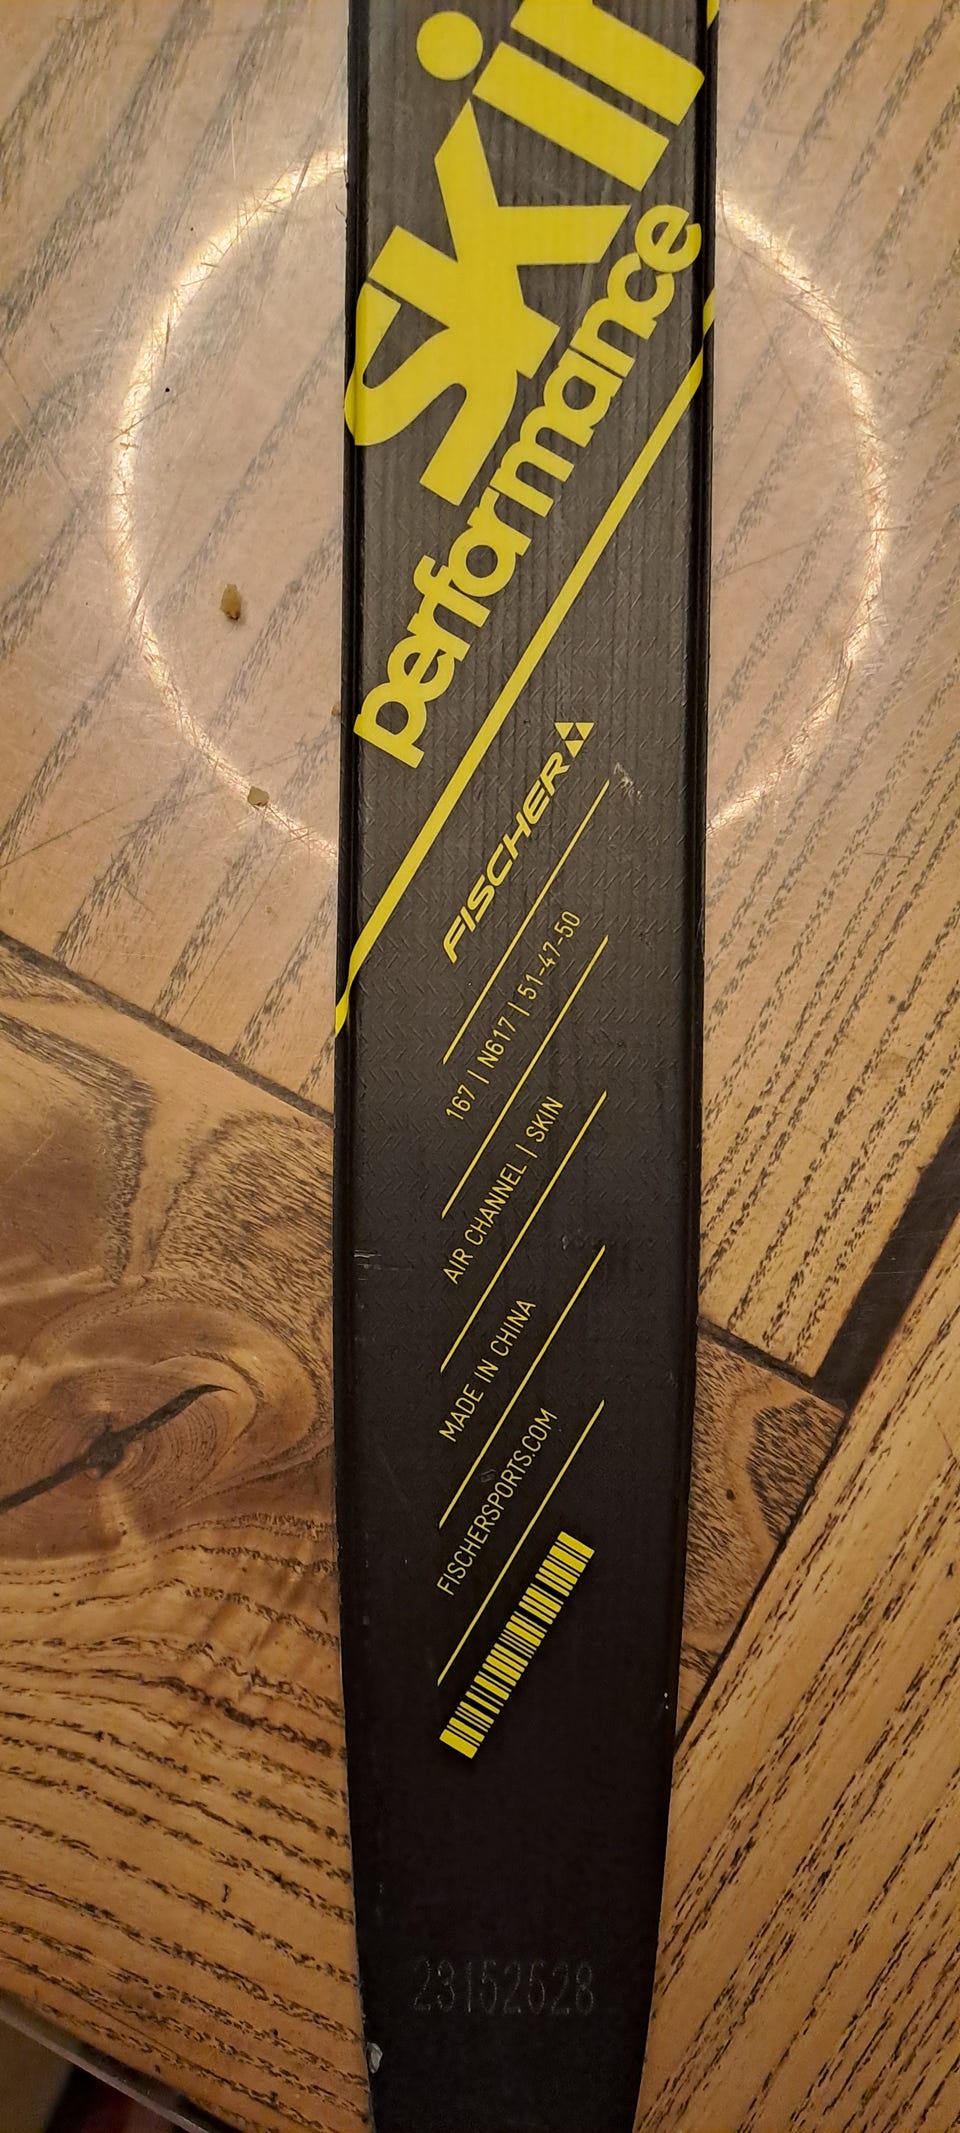 skin
performance
FISCHER
167 | N617 | 51-47-50
AIR CHANNEL | SKIN
MADE IN CHINA
FISCHERSPORTS.COM
23152528